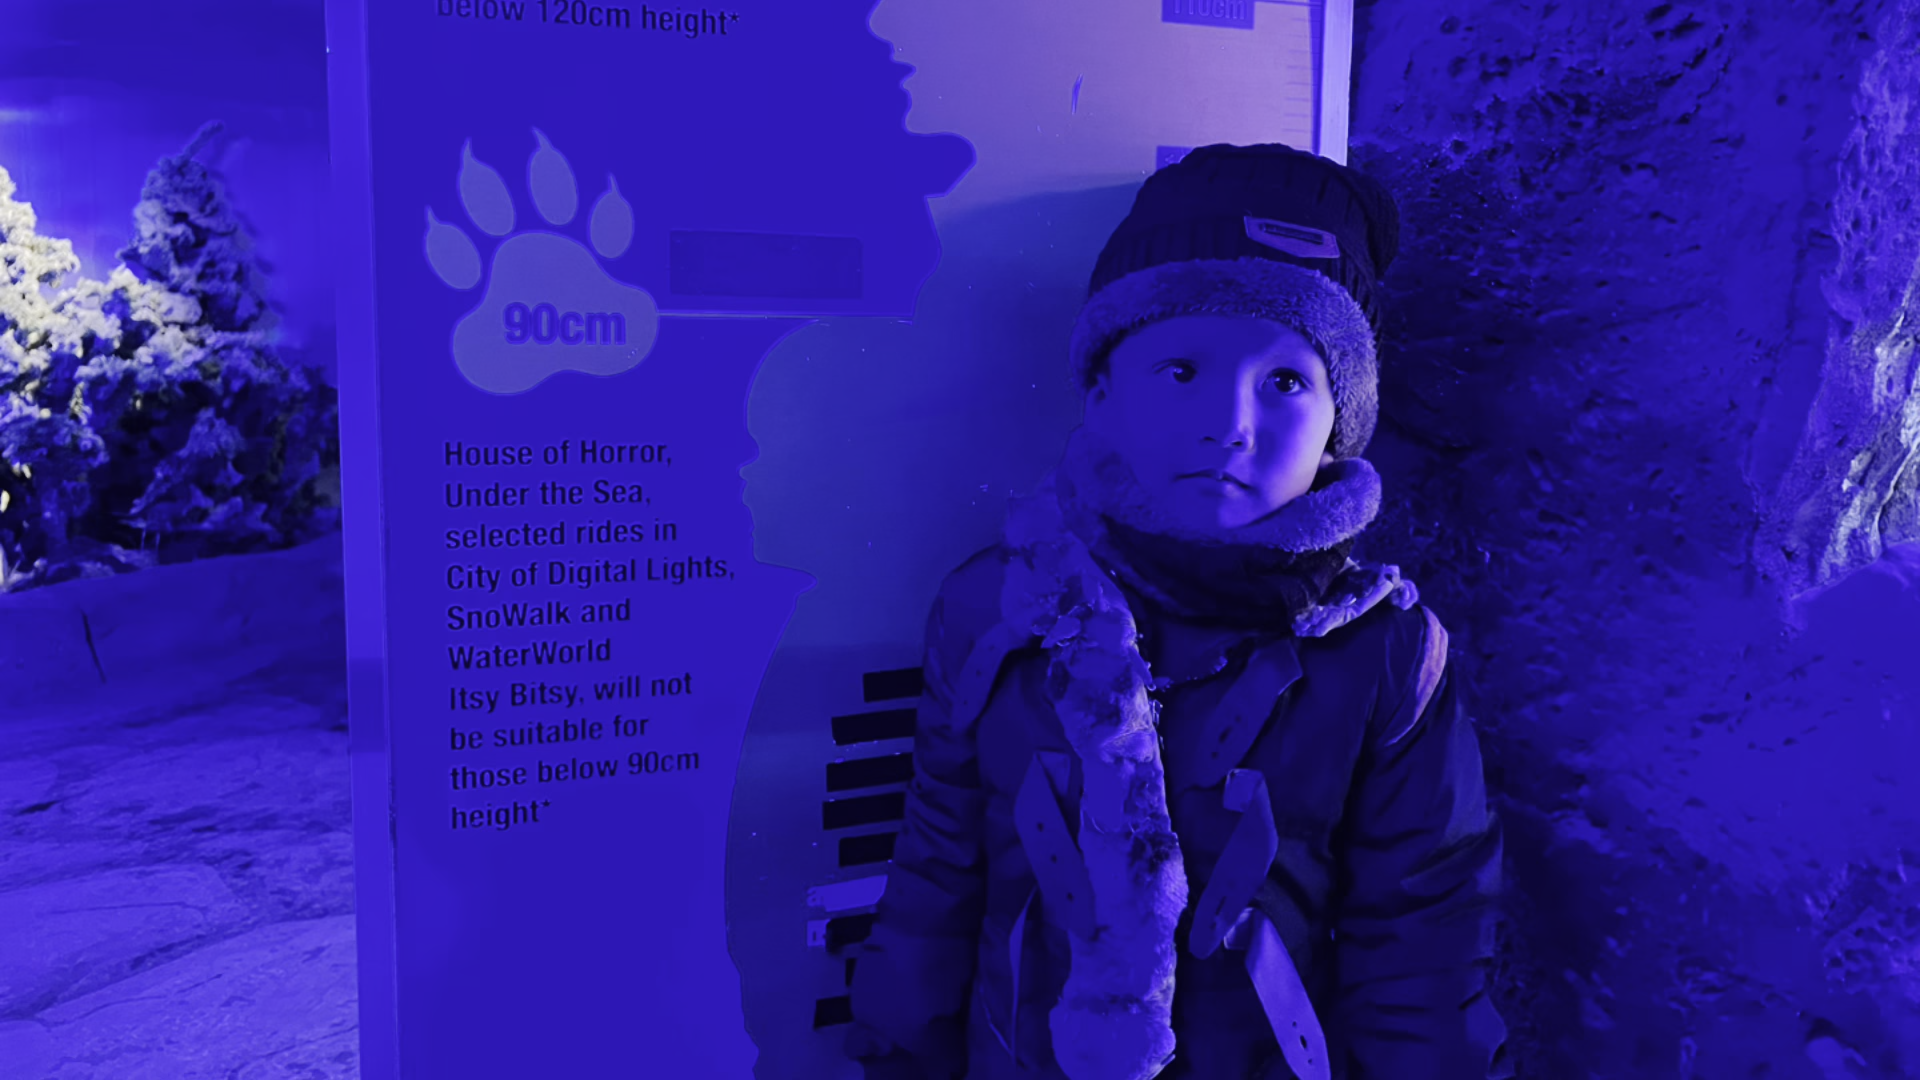 below 120cm height*
110cm
90cm
House of Horror,
Under the Sea,
selected rides in
City of Digital Lights,
SnoWalk and
WaterWorld
Itsy Bitsy, will not
be suitable for
those below 90cm
height*